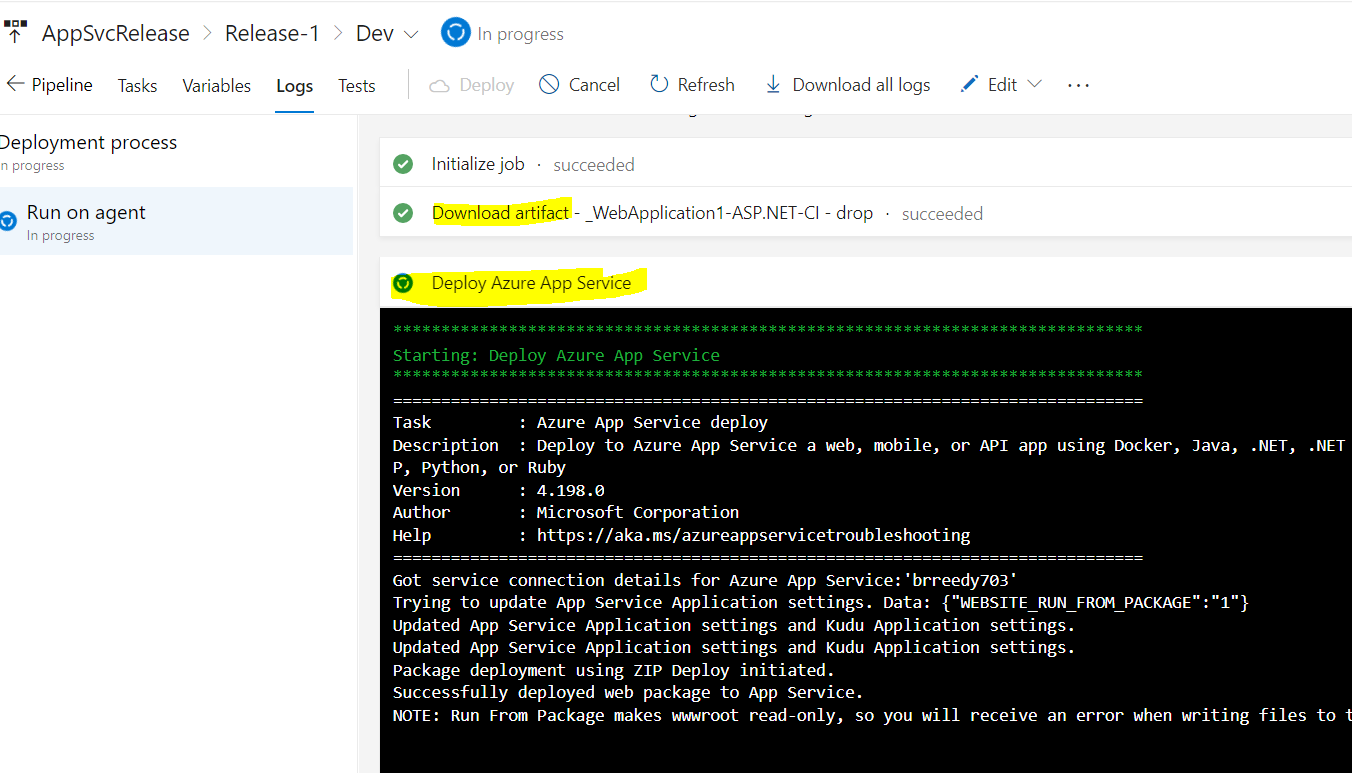 AppSvcRelease > Release-1 > Dev In progress
← Pipeline Tasks Variables Logs Tests Deploy Cancel Refresh Download all logs Edit ...
Deployment process
n progress
Run on agent
In progress
Initialize job · succeeded
Download artifact - _WebApplication1-ASP.NET-CI - drop · succeeded
Deploy Azure App Service
******************************************************************************
Starting: Deploy Azure App Service
******************************************************************************
==============================================================================
Task : Azure App Service deploy
Description : Deploy to Azure App Service a web, mobile, or API app using Docker, Java, .NET, .NET
P, Python, or Ruby
Version : 4.198.0
Author : Microsoft Corporation
Help : https://aka.ms/azureappservicetroubleshooting
==============================================================================
Got service connection details for Azure App Service:'brreedy703'
Trying to update App Service Application settings. Data: {"WEBSITE_RUN_FROM_PACKAGE":"1"}
Updated App Service Application settings and Kudu Application settings.
Updated App Service Application settings and Kudu Application settings.
Package deployment using ZIP Deploy initiated.
Successfully deployed web package to App Service.
NOTE: Run From Package makes wwwroot read-only, so you will receive an error when writing files to t